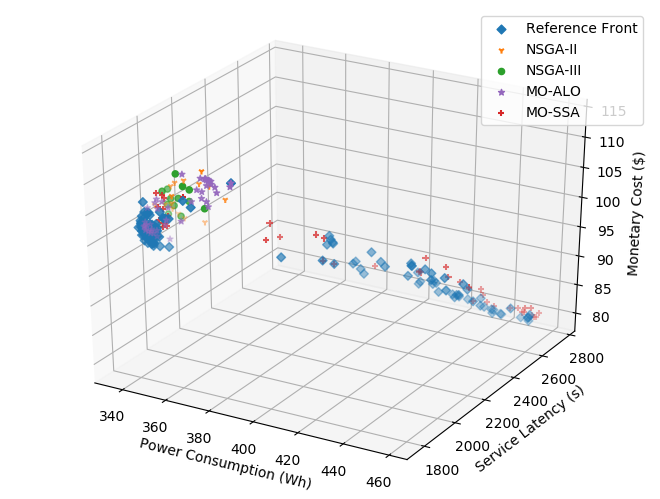 Reference Front
NSGA-II
NSGA-III
MO-ALO
MO-SSA
115
110
105
100
95
90
85
80
Monetary Cost ($)
2800
2600
2400
2200
2000
1800
Service Latency (s)
340
360
380
400
420
440
460
Power Consumption (Wh)